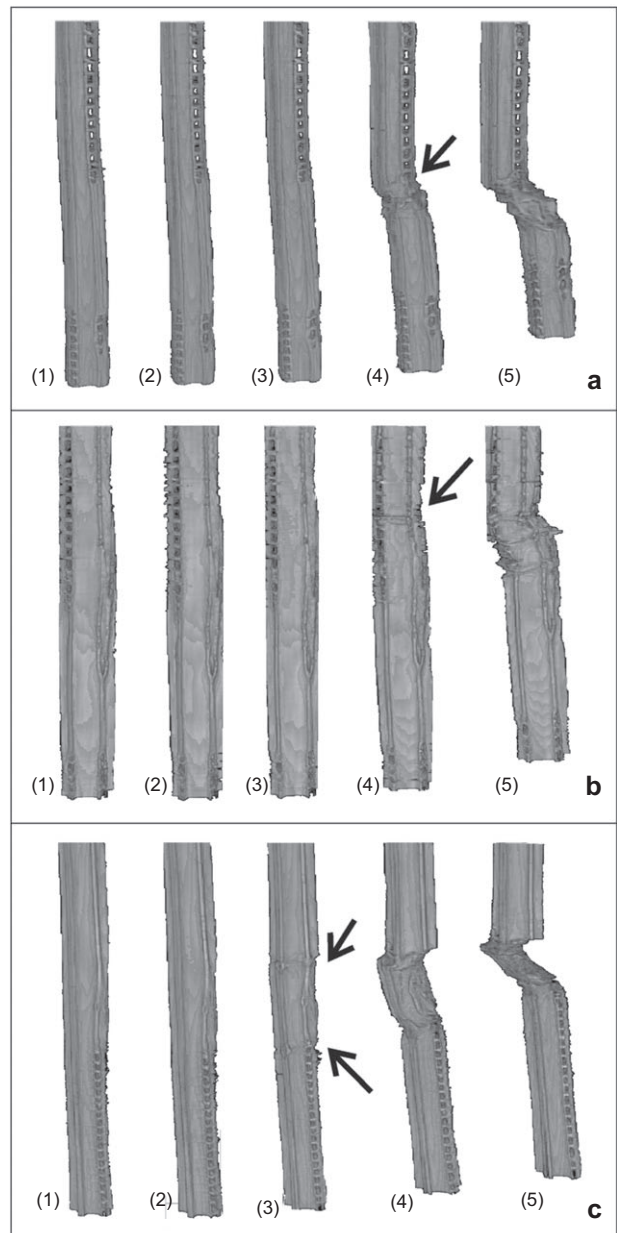 (1) (2) (3) (4) (5) a
(1) (2) (3) (4) (5) b
(1) (2) (3) (4) (5) c